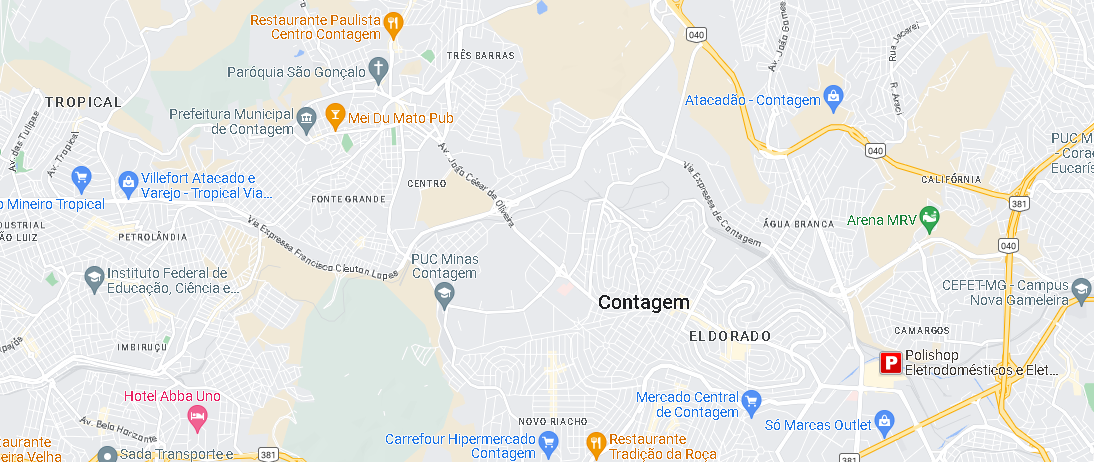 Restaurante Paulista
Centro Contagem
040
Av. João Gomes
Rua Jacareí
TRÊS BARRAS
Paróquia São Gonçalo
R. Araci
TROPICAL
Atacadão - Contagem
Prefeitura Municipal
de Contagem
Mei Du Mato Pub
Av. das Tulipas
Av. Tropical
040
PUC M
- Cora
Eucarís
Av. João César de Oliveira
Via Expressa de Contagem
Villefort Atacado e
Varejo - Tropical Via...
CENTRO
CALIFÓRNIA
FONTE GRANDE
o Mineiro Tropical
381
Arena MRV
ÁGUA BRANCA
DUSTRIAL
ÃO LUIZ
PETROLÂNDIA
Via Expressa Francisco Cleuton Lopes
040
PUC Minas
Contagem
Instituto Federal de
Educação, Ciência e...
CEFET-MG - Campus
Nova Gameleira
Contagem
ELDORADO
CAMARGOS
IMBIRUÇU
P
Polishop
Eletrodomésticos e Elet...
Hotel Abba Uno
Mercado Central
de Contagem
Av. Belo Horizonte
NOVO RIACHO
Só Marcas Outlet
Carrefour Hipermercado
Contagem
Restaurante
Tradição da Roça
taurante
eira Velha
Sada Transporte e
381
381